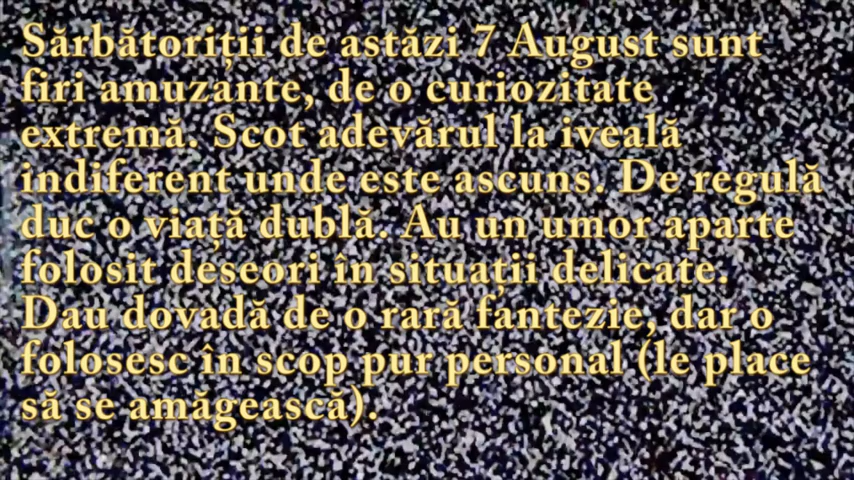 Sărbătoriții de astăzi 7 August sunt
firi amuzante, de o curiozitate
extremă. Scot adevărul la iveală
indiferent unde este ascuns. De regulă
duc o viață dublă. Au un umor aparte
folosit deseori în situații delicate.
Dau dovadă de o rară fantezie, dar o
folosesc în scop pur personal (le place
să se amăgească).